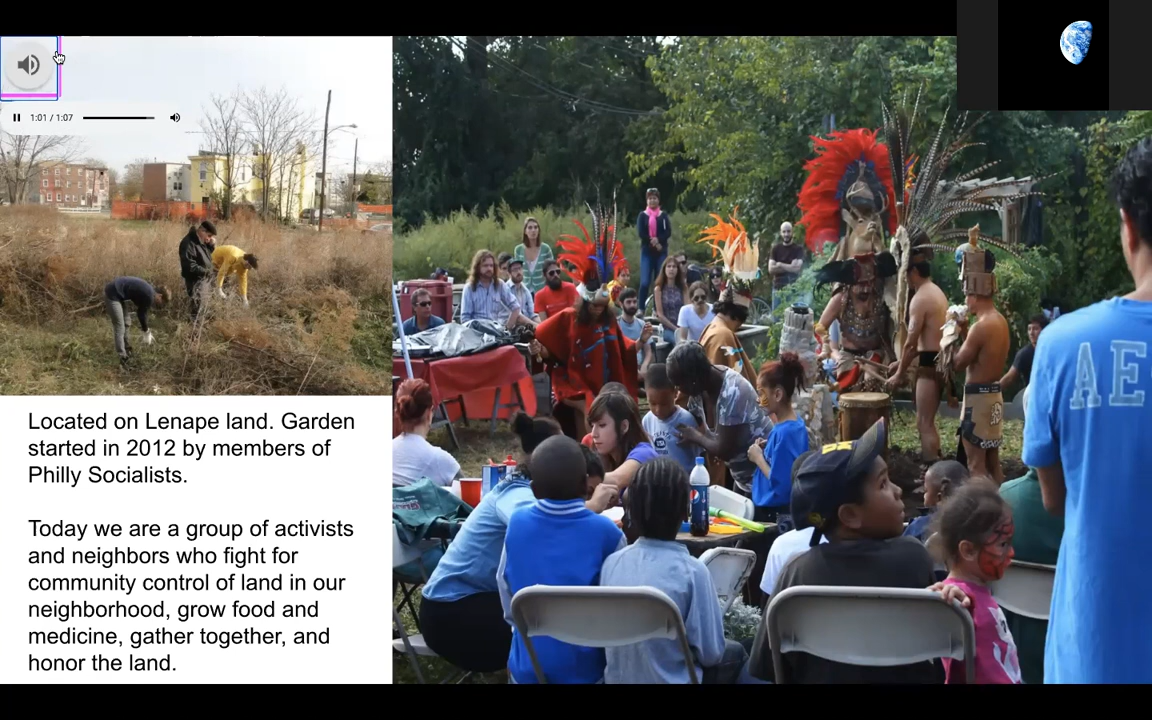 1:01 / 1:07
Located on Lenape land. Garden
started in 2012 by members of
Philly Socialists.
Today we are a group of activists
and neighbors who fight for
community control of land in our
neighborhood, grow food and
medicine, gather together, and
honor the land.
AE